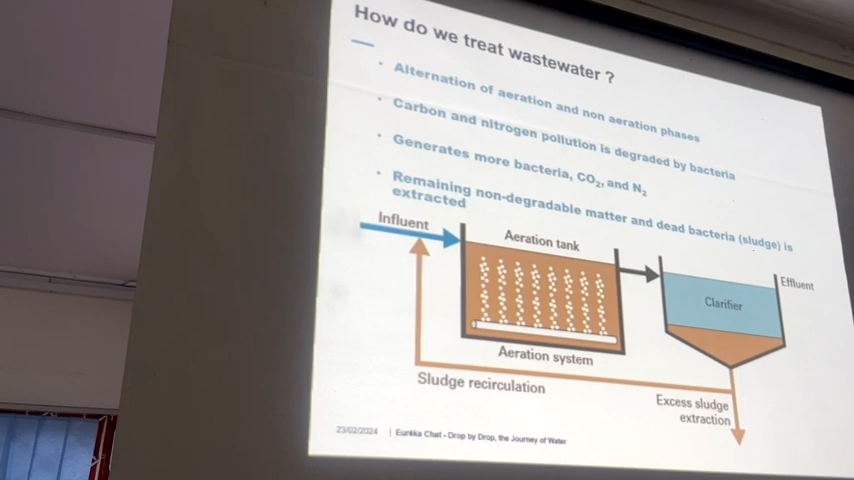 How do we treat wastewater ?
• Alternation of aeration and non aeration phases
• Carbon and nitrogen pollution is degraded by bacteria
• Generates more bacteria, CO₂, and N₂
• Remaining non-degradable matter and dead bacteria (sludge) is
extracted
Influent
Aeration tank
Effluent
Clarifier
Aeration system
Sludge recirculation
Excess sludge
extraction
23/02/2024 | Euréka Chat - Drop by Drop, the Journey of Water